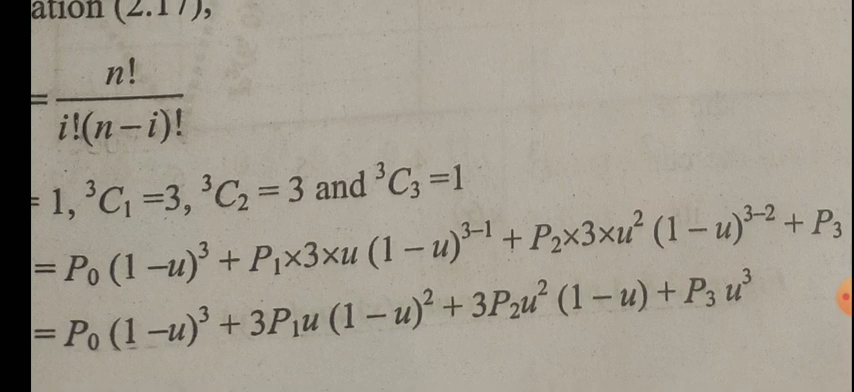 ation (2.17),
= n!/i!(n – i)!
= 1, ³C₁ =3, ³C₂ = 3 and ³C₃ =1
= P₀ (1 –u)³ + P₁×3×u (1 – u)³⁻¹ + P₂×3×u² (1 – u)³⁻² + P₃
= P₀ (1 –u)³ + 3P₁u (1 – u)² + 3P₂u² (1 – u) + P₃ u³